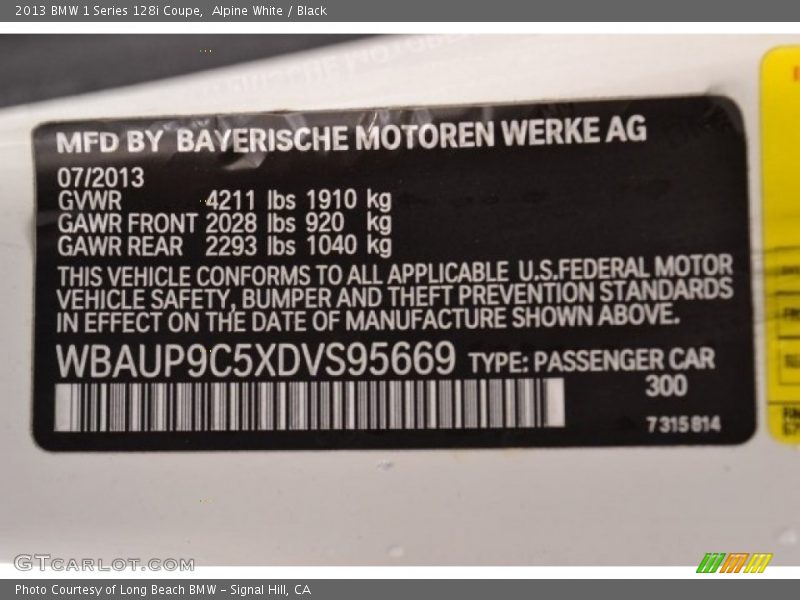 2013 BMW 1 Series 128i Coupe, Alpine White / Black
MFD BY BAYERISCHE MOTOREN WERKE AG
07/2013
GVWR 4211 lbs 1910 kg
GAWR FRONT 2028 lbs 920 kg
GAWR REAR 2293 lbs 1040 kg
THIS VEHICLE CONFORMS TO ALL APPLICABLE U.S.FEDERAL MOTOR
VEHICLE SAFETY, BUMPER AND THEFT PREVENTION STANDARDS
IN EFFECT ON THE DATE OF MANUFACTURE SHOWN ABOVE.
WBAUP9C5XDVS95669 TYPE: PASSENGER CAR
300
7 315 814
GTCARLOT.COM
Photo Courtesy of Long Beach BMW - Signal Hill, CA